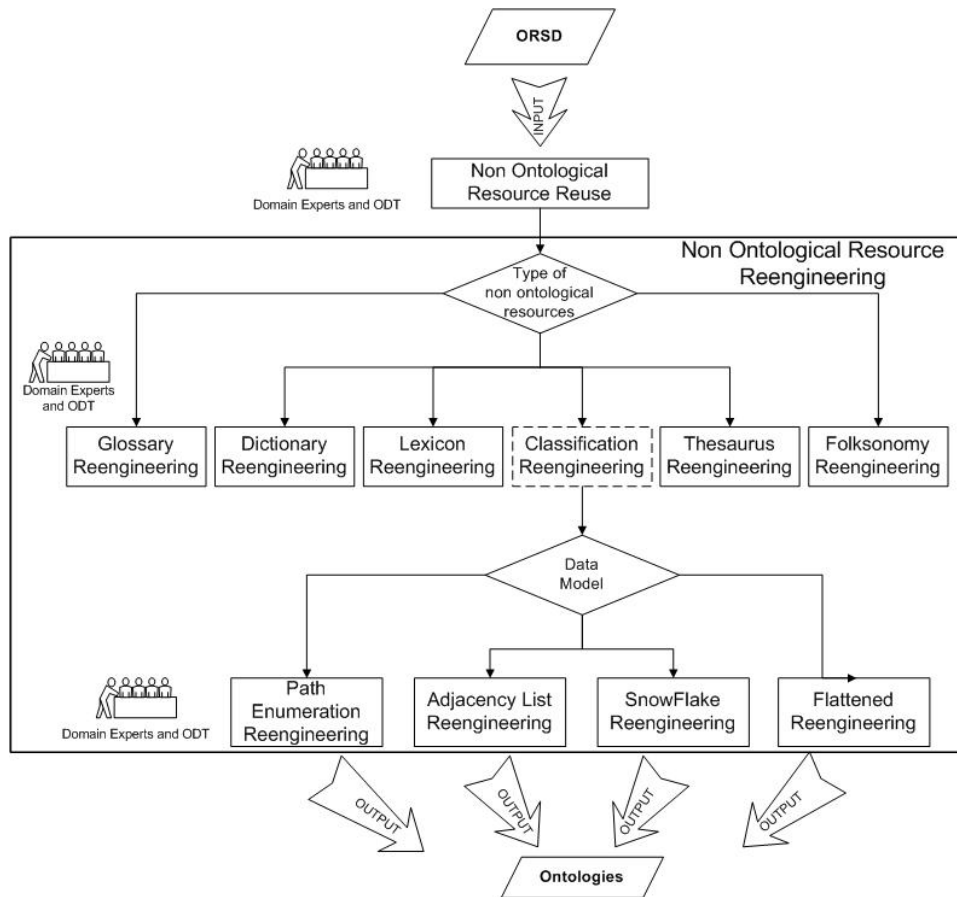 ORSD
INPUT
Non Ontological
Resource Reuse
Domain Experts and ODT
Non Ontological Resource
Reengineering
Type of
non ontological
resources
Domain Experts
and ODT
Glossary
Reengineering
Dictionary
Reengineering
Lexicon
Reengineering
Classification
Reengineering
Thesaurus
Reengineering
Folksonomy
Reengineering
Data
Model
Path
Enumeration
Reengineering
Adjacency List
Reengineering
SnowFlake
Reengineering
Flattened
Reengineering
Domain Experts and ODT
OUTPUT
OUTPUT
OUTPUT
OUTPUT
Ontologies